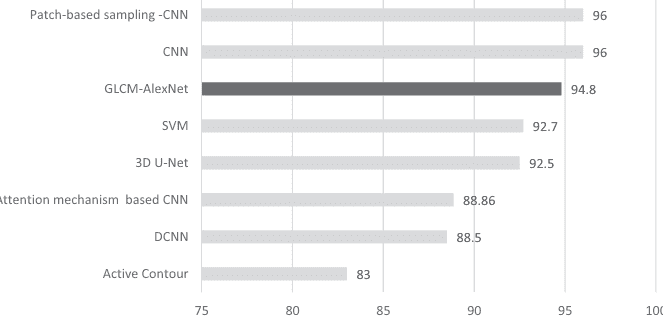 Patch-based sampling -CNN 96
CNN 96
GLCM-AlexNet 94.8
SVM 92.7
3D U-Net 92.5
Attention mechanism based CNN 88.86
DCNN 88.5
Active Contour 83
75 80 85 90 95 100